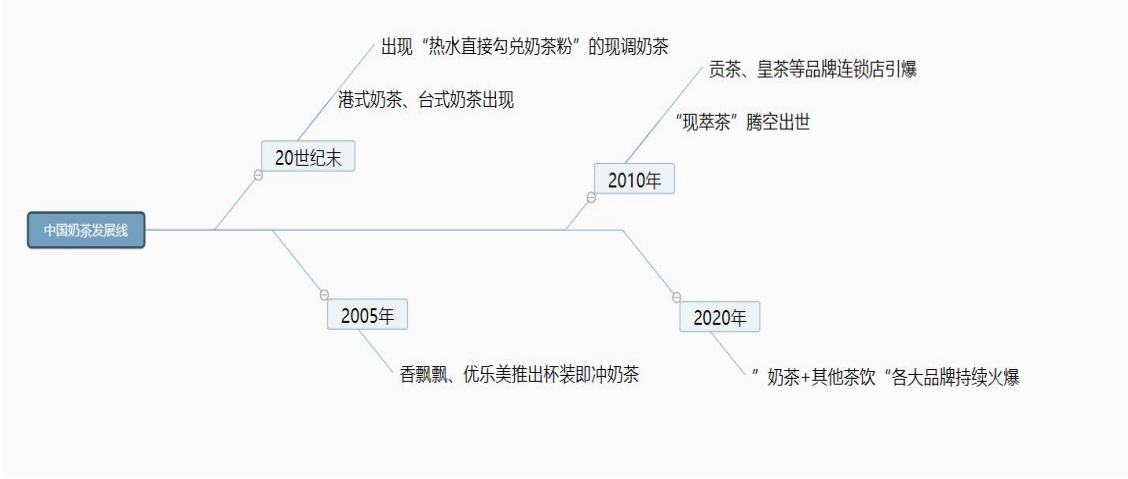 出现“热水直接勾兑奶茶粉”的现调奶茶
贡茶、皇茶等品牌连锁店引爆
港式奶茶、台式奶茶出现
“现萃茶”腾空出世
20世纪末
2010年
中国奶茶发展线
2005年
2020年
香飘飘、优乐美推出杯装即冲奶茶
”奶茶+其他茶饮“各大品牌持续火爆